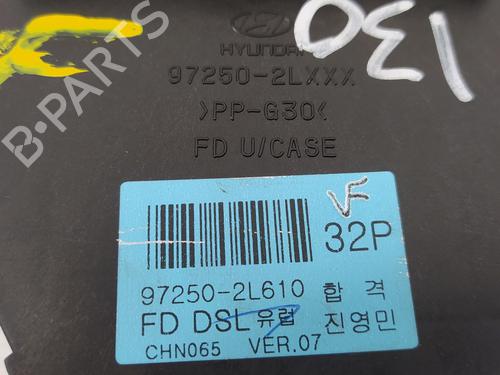 HYUNDAI
130
97250-2LXXX
>PP-G30<
FD U/CASE
VF
32P
97250-2L610 합 격
FD DSL 유럽 진영민
CHN065 VER.07
B-Parts